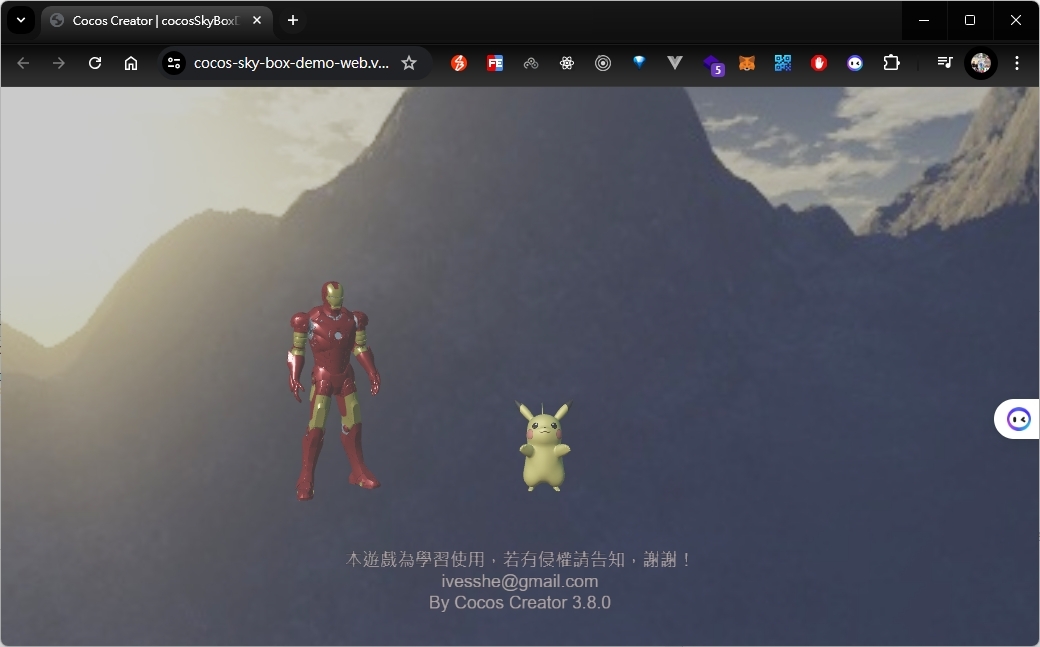 Cocos Creator | cocosSkyBoxD
cocos-sky-box-demo-web.v...
FE
5
本遊戲為學習使用，若有侵權請告知，謝謝！
ivesshe@gmail.com
By Cocos Creator 3.8.0